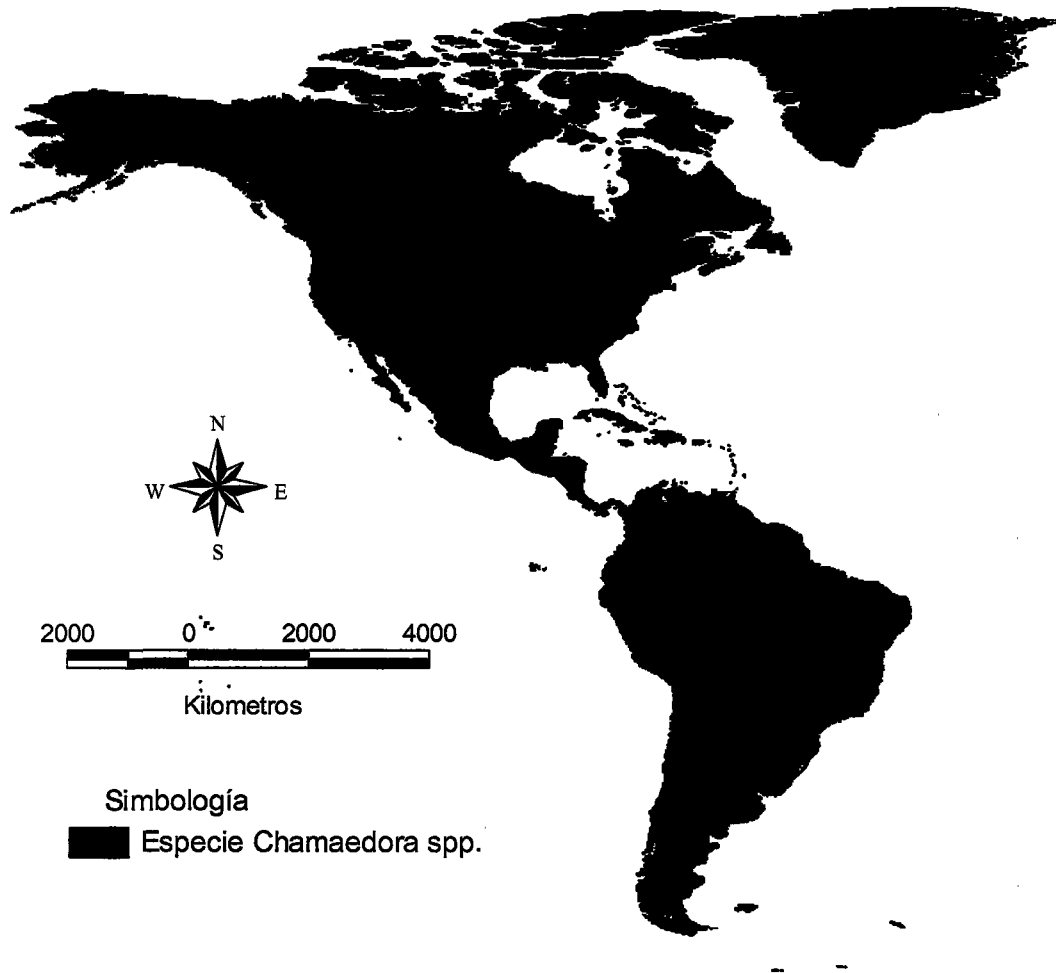 N
W E
S
2000 0 2000 4000
Kilometros
Simbología
Especie Chamaedora spp.